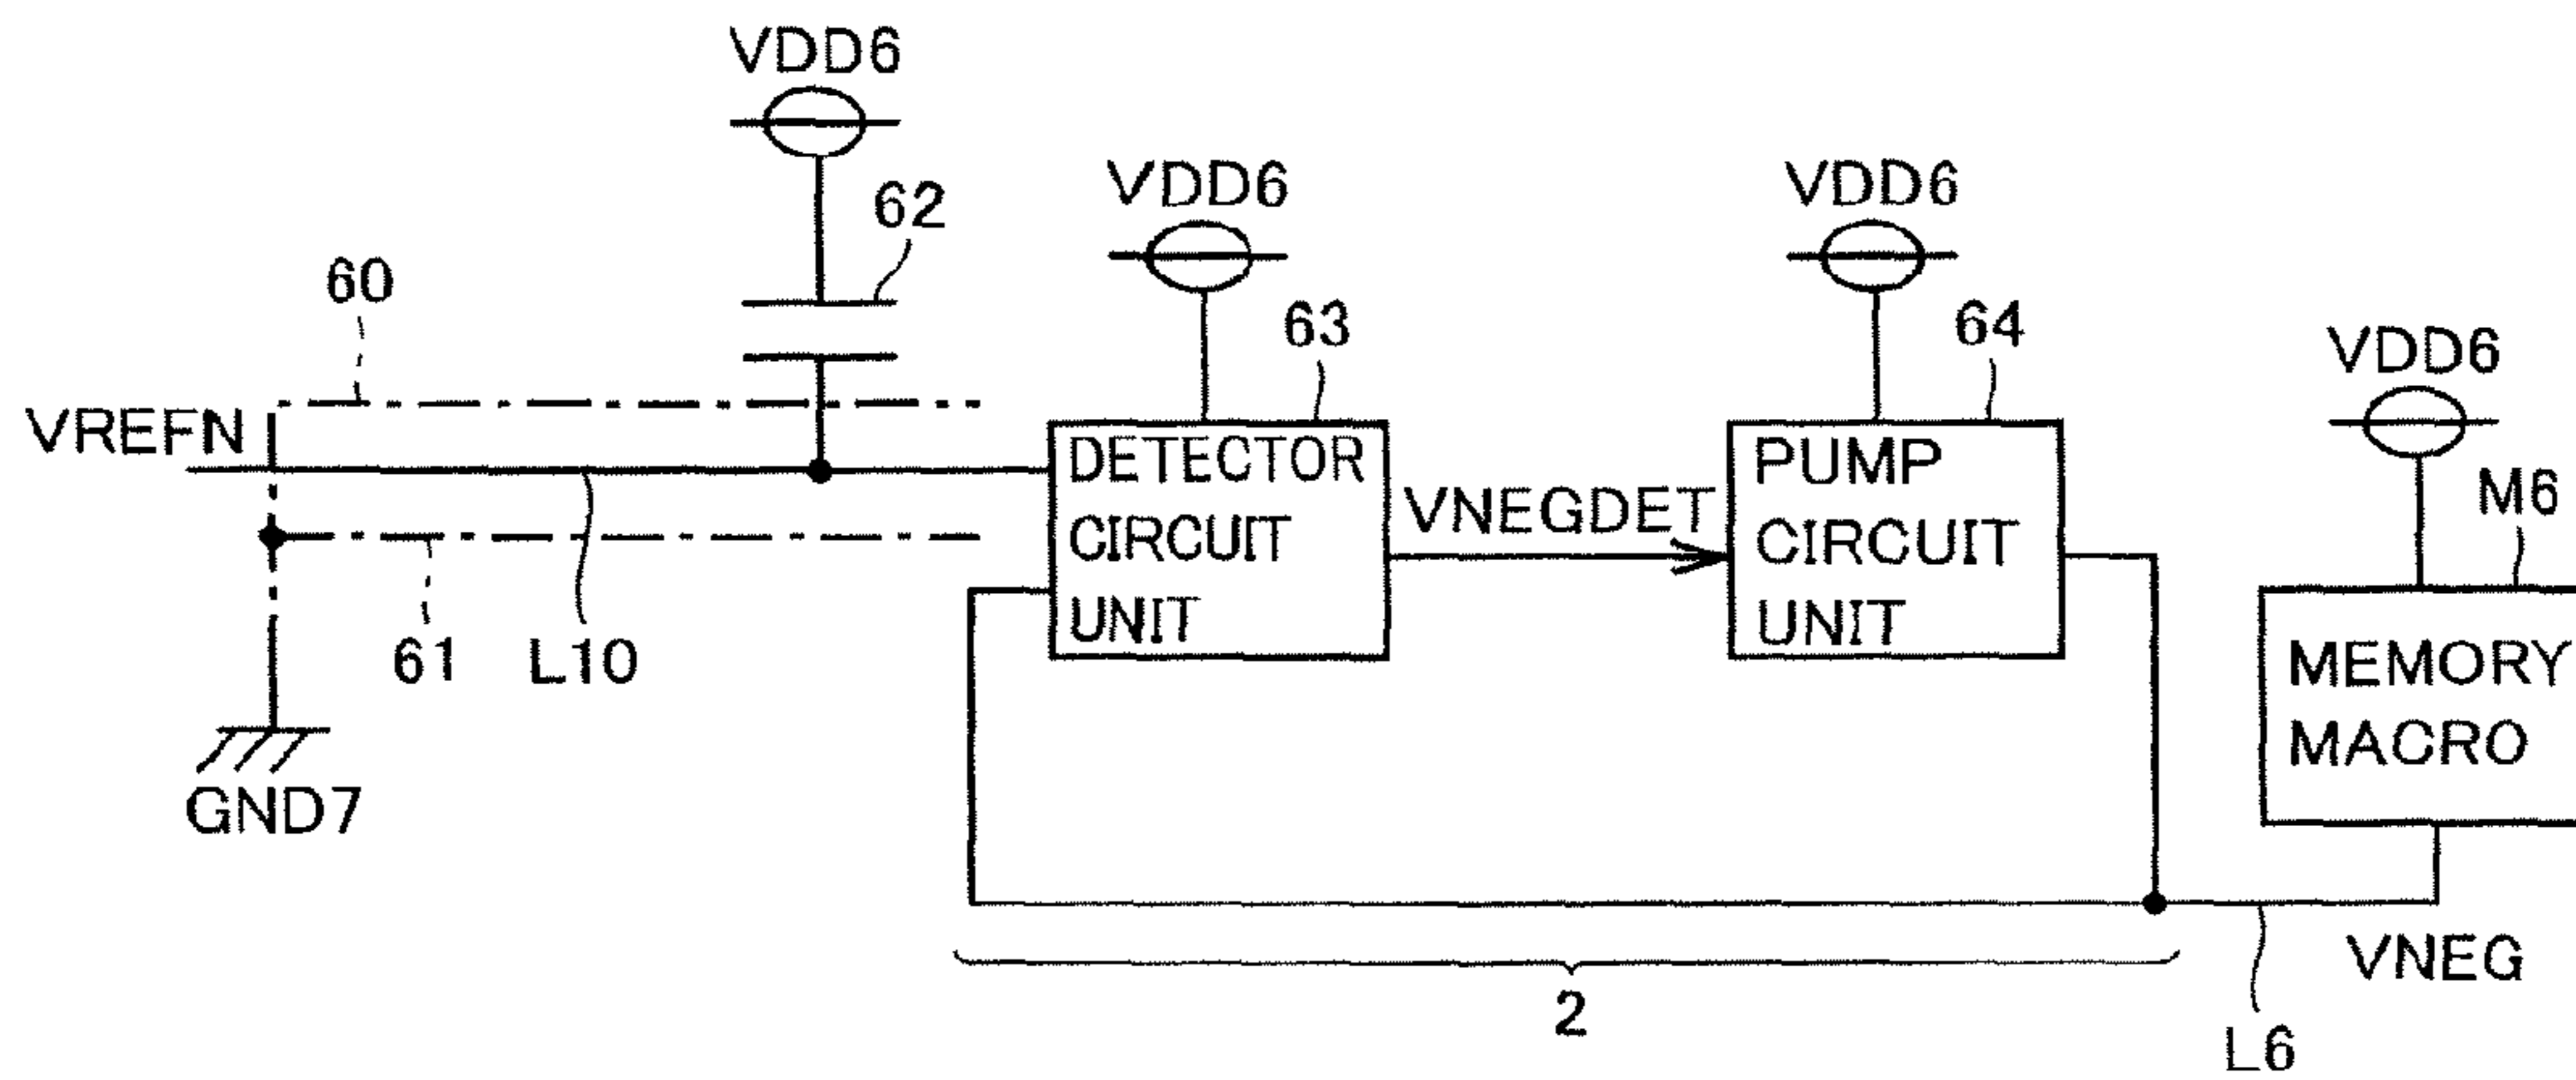 VDD6
62
VDD6
VDD6
60
63
64
VDD6
VREFN
M6
DETECTOR
CIRCUIT
UNIT
VNEGDET
PUMP
CIRCUIT
UNIT
61
L10
MEMORY
MACRO
GND7
VNEG
2
L6